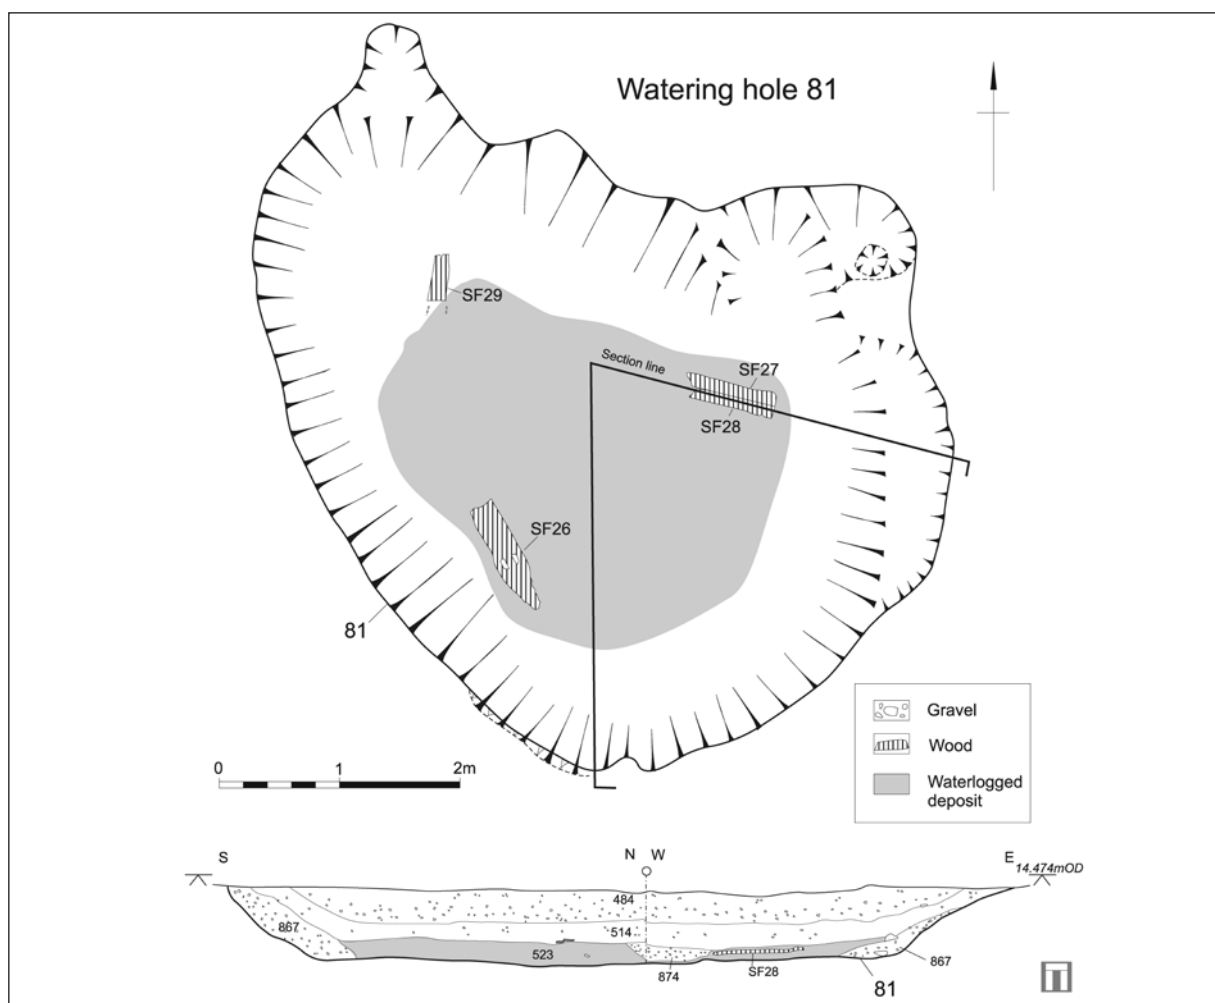 Watering hole 81
SF29
Section line
SF27
SF28
SF26
81
0 1 2m
Gravel
Wood
Waterlogged
deposit
S N W E
14.474mOD
484
867
514
523
874
SF28
867
81